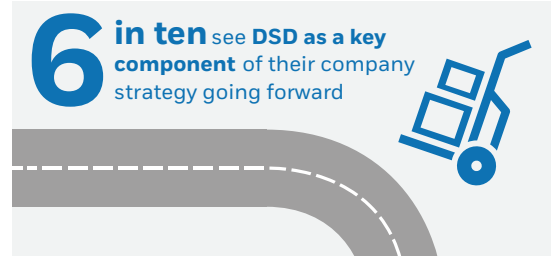 6 in ten see DSD as a key
component of their company
strategy going forward